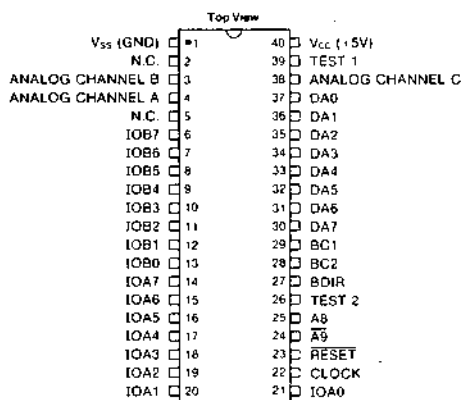 Top View
Vss (GND) 1 40 Vcc (+5V)
N.C. 2 39 TEST 1
ANALOG CHANNEL B 3 38 ANALOG CHANNEL C
ANALOG CHANNEL A 4 37 DA0
N.C. 5 36 DA1
IOB7 6 35 DA2
IOB6 7 34 DA3
IOB5 8 33 DA4
IOB4 9 32 DA5
IOB3 10 31 DA6
IOB2 11 30 DA7
IOB1 12 29 BC1
IOB0 13 28 BC2
IOA7 14 27 BDIR
IOA6 15 26 TEST 2
IOA5 16 25 A8
IOA4 17 24 A̅9̅
IOA3 18 23 R̅E̅S̅E̅T̅
IOA2 19 22 CLOCK
IOA1 20 21 IOA0